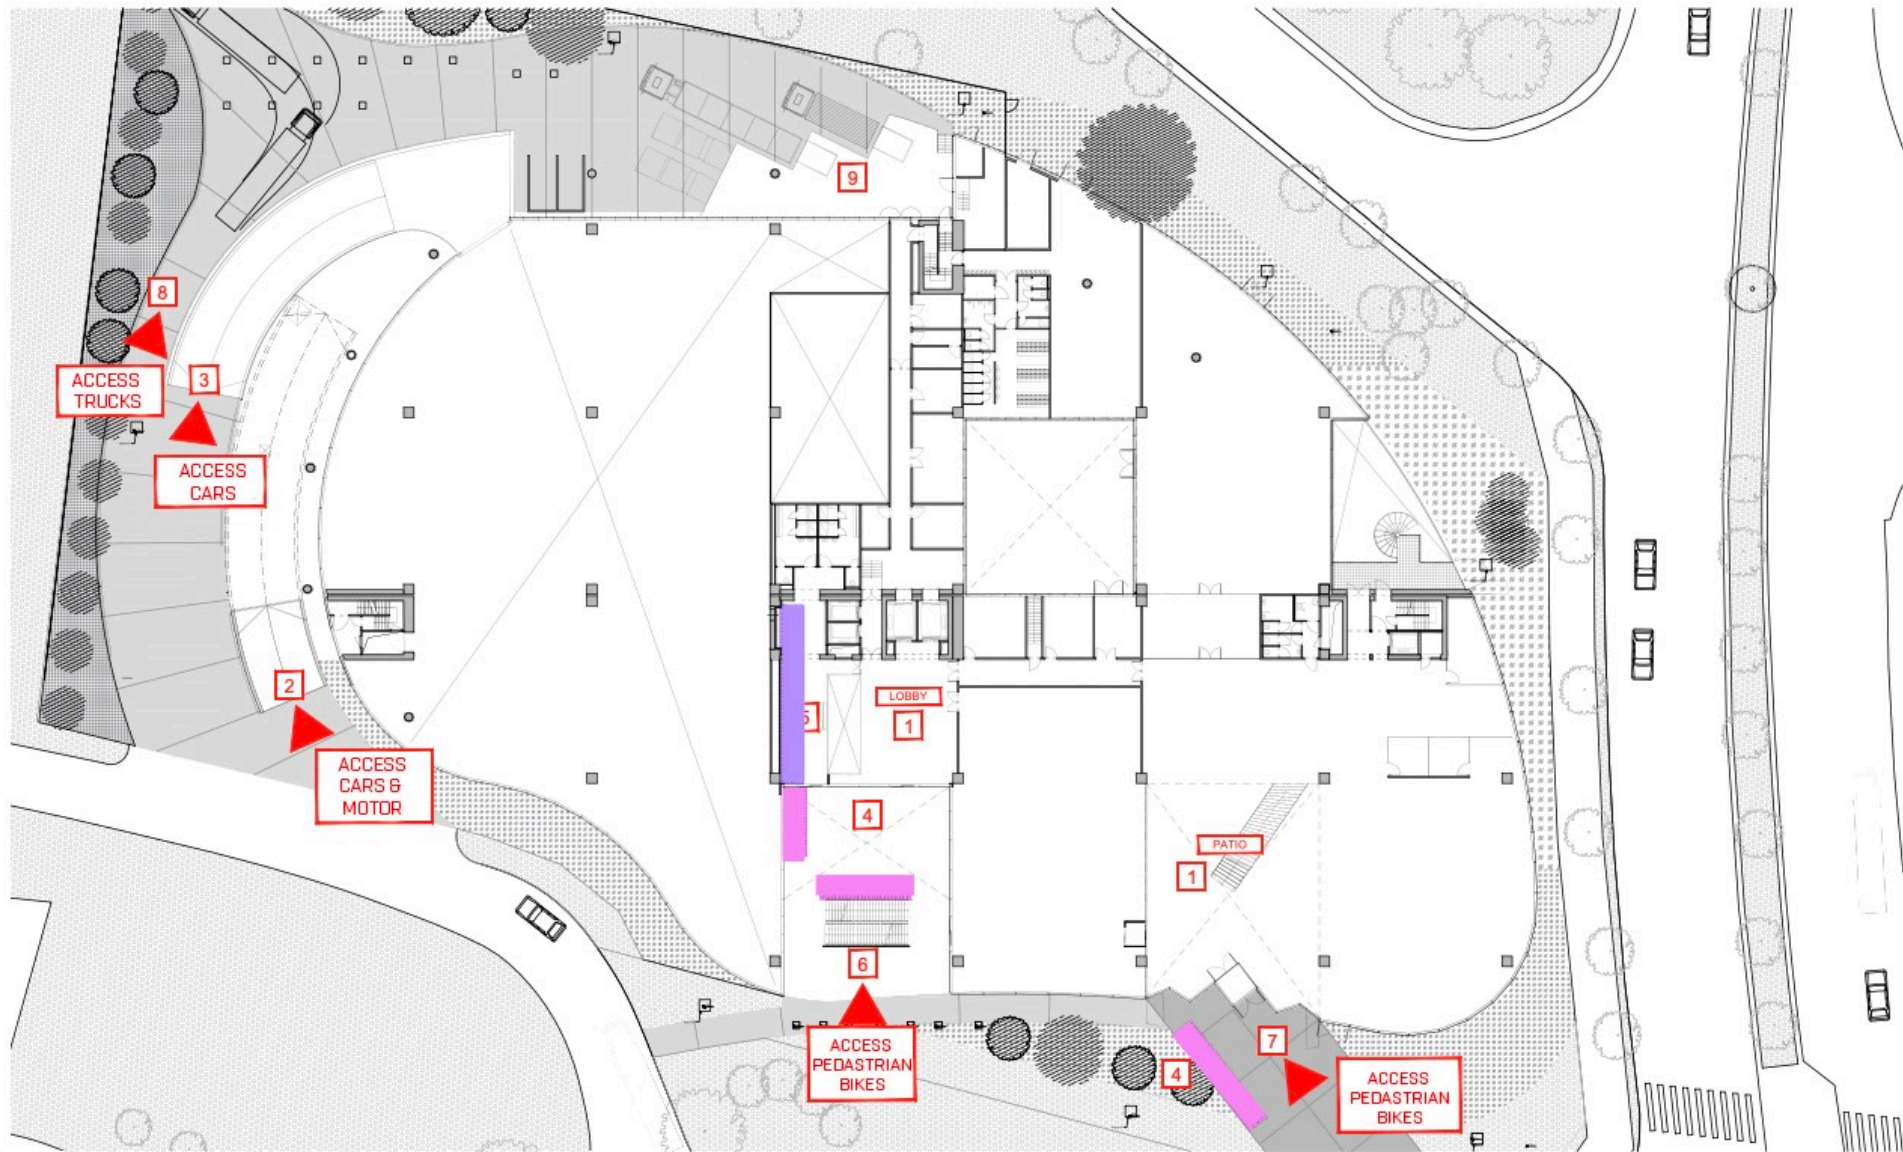 9
8
ACCESS
TRUCKS
3
ACCESS
CARS
2
ACCESS
CARS &
MOTOR
5
LOBBY
1
4
PATIO
1
6
ACCESS
PEDASTRIAN
BIKES
4
7
ACCESS
PEDASTRIAN
BIKES